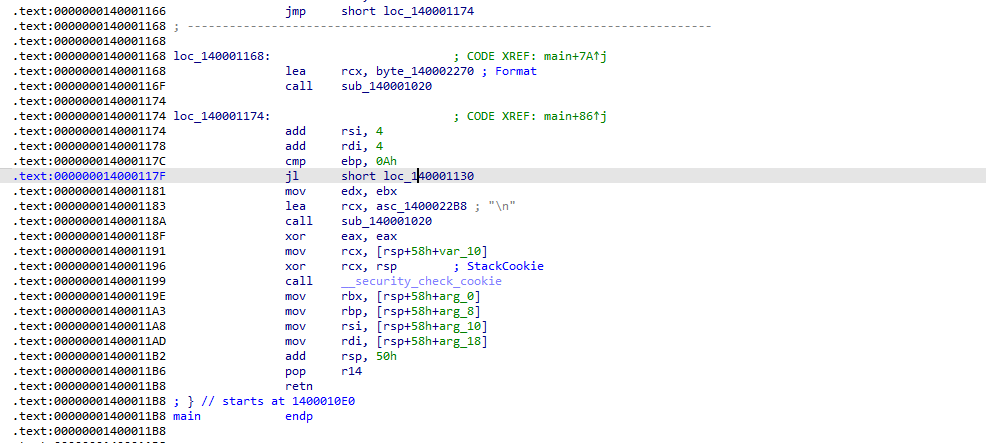 .text:0000000140001166 jmp short loc_140001174
.text:0000000140001168 ; ---------------------------------------------------------------------------
.text:0000000140001168
.text:0000000140001168 loc_140001168: ; CODE XREF: main+7A↑j
.text:0000000140001168 lea rcx, byte_140002270 ; Format
.text:000000014000116F call sub_140001020
.text:0000000140001174
.text:0000000140001174 loc_140001174: ; CODE XREF: main+86↑j
.text:0000000140001174 add rsi, 4
.text:0000000140001178 add rdi, 4
.text:000000014000117C cmp ebp, 0Ah
.text:000000014000117F jl short loc_140001130
.text:0000000140001181 mov edx, ebx
.text:0000000140001183 lea rcx, asc_1400022B8 ; "\n"
.text:000000014000118A call sub_140001020
.text:000000014000118F xor eax, eax
.text:0000000140001191 mov rcx, [rsp+58h+var_10]
.text:0000000140001196 xor rcx, rsp ; StackCookie
.text:0000000140001199 call __security_check_cookie
.text:000000014000119E mov rbx, [rsp+58h+arg_0]
.text:00000001400011A3 mov rbp, [rsp+58h+arg_8]
.text:00000001400011A8 mov rsi, [rsp+58h+arg_10]
.text:00000001400011AD mov rdi, [rsp+58h+arg_18]
.text:00000001400011B2 add rsp, 50h
.text:00000001400011B6 pop r14
.text:00000001400011B8 retn
.text:00000001400011B8 ; } // starts at 1400010E0
.text:00000001400011B8 main endp
.text:00000001400011B8